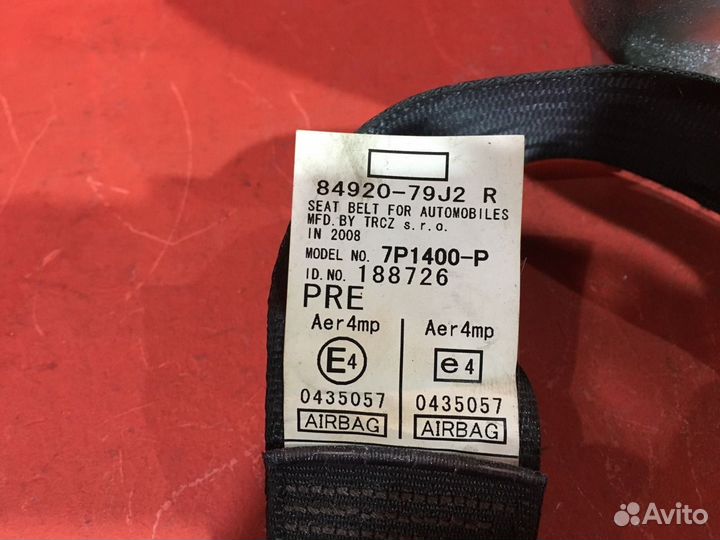 84920-79J2 R
SEAT BELT FOR AUTOMOBILES
MFD. BY TRCZ s.r.o.
IN 2008
MODEL NO. 7P1400-P
ID. NO. 188726
PRE
Aer4mp Aer4mp
E4 e4
0435057 0435057
AIRBAG AIRBAG
Avito